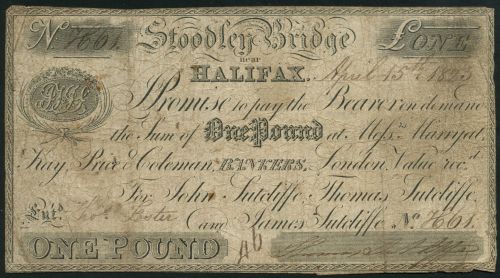 No 7661. Stoodley Bridge £ONE
near
HALIFAX. April 15th 1823
I Promise to pay the Bearer on demand
the Sum of One Pound at Messrs Marryat,
Kay, Price & Coleman, BANKERS, London, Value recd
For John Sutcliffe, Thomas Sutcliffe,
Entd and James Sutcliffe No 7661.
Foster
ONE POUND